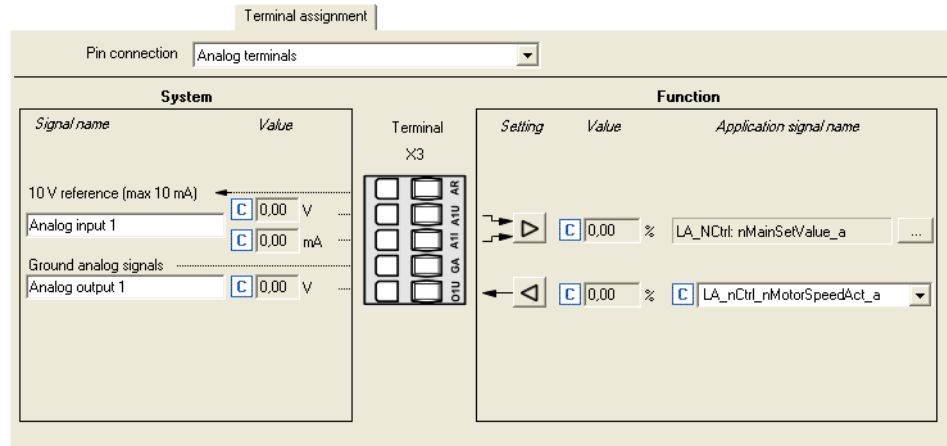 Terminal assignment
Pin connection Analog terminals
System Function
Signal name Value Terminal Setting Value Application signal name
X3
10 V reference (max 10 mA) AR
C 0,00 V A1U
Analog input 1 C 0,00 % LA_NCtrl: nMainSetValue_a ...
C 0,00 mA A1I
Ground analog signals GA
Analog output 1 C 0,00 V O1U C 0,00 % C LA_nCtrl_nMotorSpeedAct_a